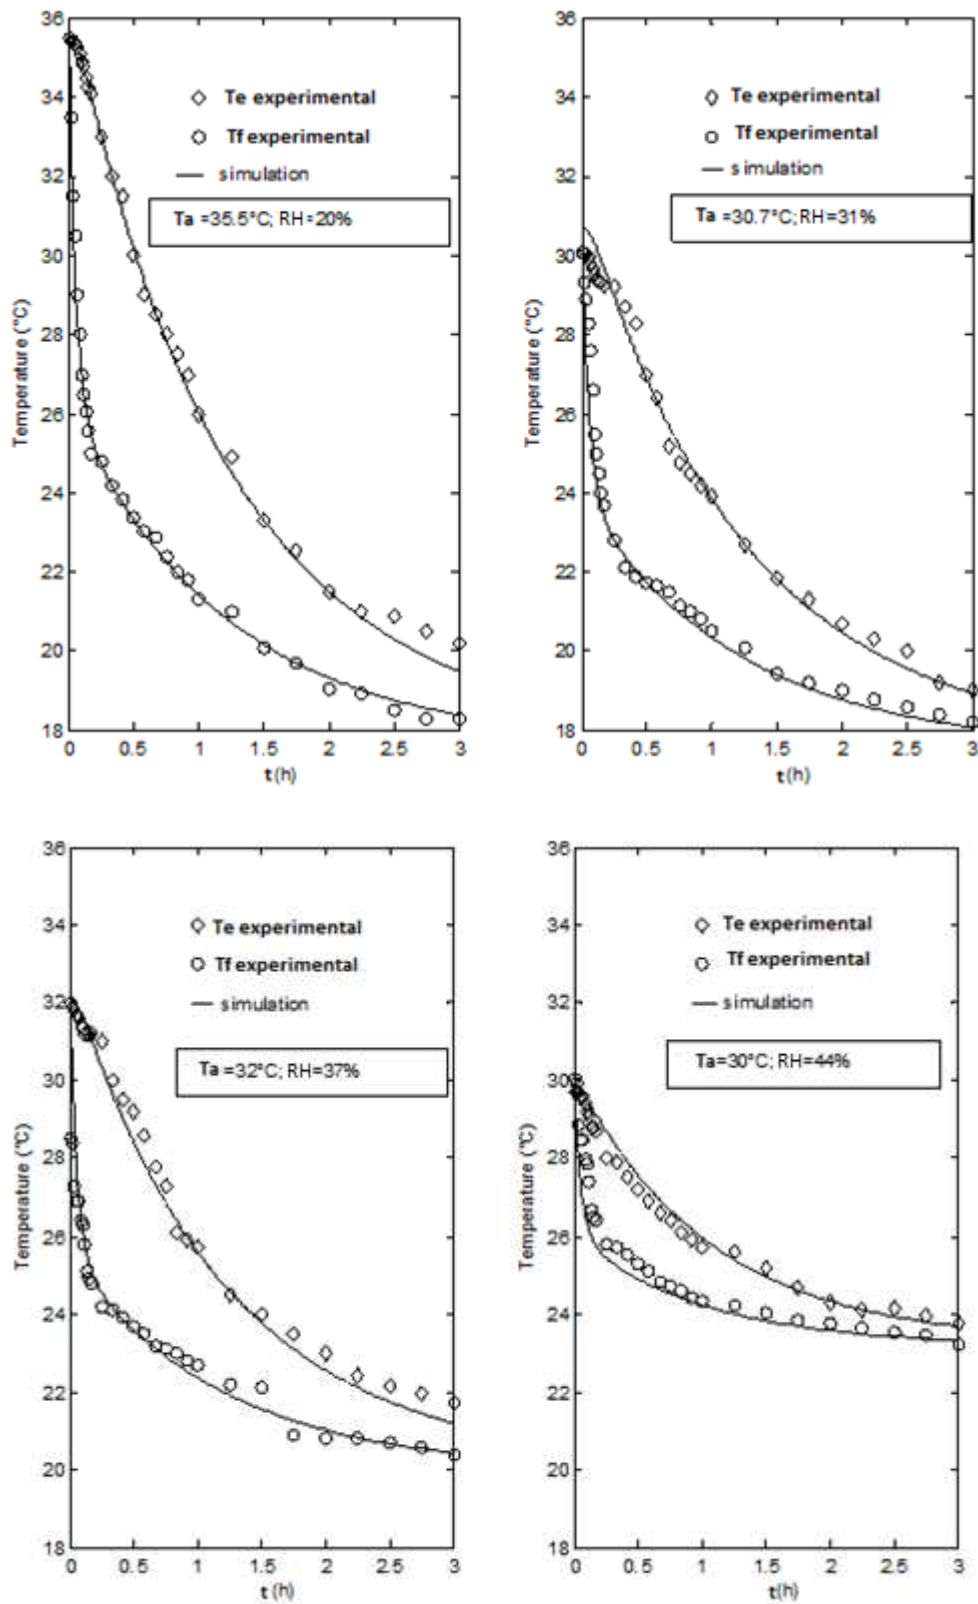 36
34
32
30
28
26
24
22
20
18
Temperature (°C)
Te experimental
Tf experimental
simulation
Ta =35.5°C; RH=20%
0 0.5 1 1.5 2 2.5 3
t (h)
36
34
32
30
28
26
24
22
20
18
Temperature (°C)
Te experimental
Tf experimental
simulation
Ta =30.7°C; RH=31%
0 0.5 1 1.5 2 2.5 3
t (h)
36
34
32
30
28
26
24
22
20
18
Temperature (°C)
Te experimental
Tf experimental
simulation
Ta =32°C; RH=37%
0 0.5 1 1.5 2 2.5 3
t (h)
36
34
32
30
28
26
24
22
20
18
Temperature (°C)
Te experimental
Tf experimental
simulation
Ta=30°C; RH=44%
0 0.5 1 1.5 2 2.5 3
t(h)